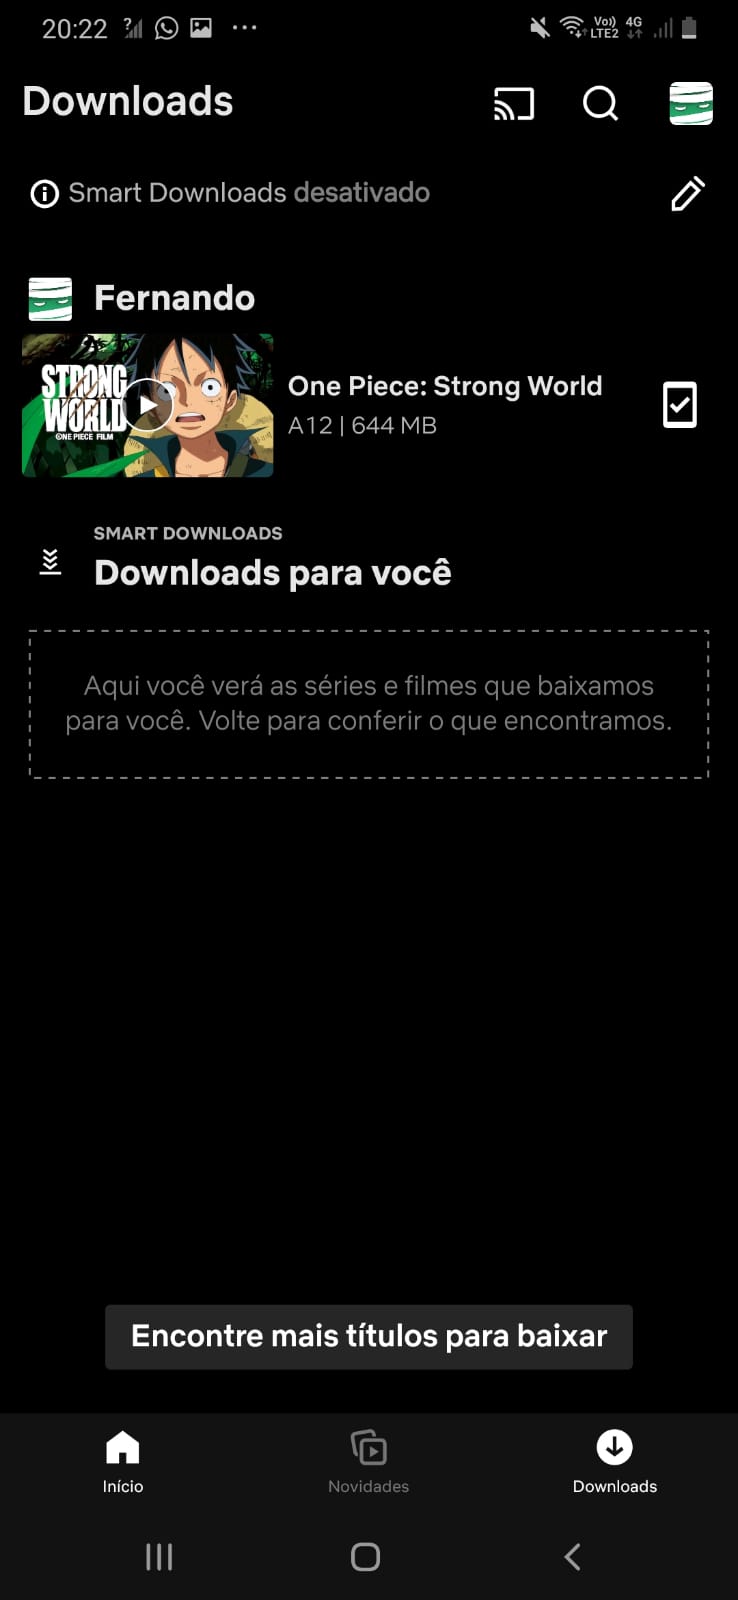 20:22
Vo))
LTE2
4G
Downloads
Smart Downloads desativado
Fernando
STRONG
WORLD
ONE PIECE FILM
One Piece: Strong World
A12 | 644 MB
SMART DOWNLOADS
Downloads para você
Aqui você verá as séries e filmes que baixamos
para você. Volte para conferir o que encontramos.
Encontre mais títulos para baixar
Início
Novidades
Downloads